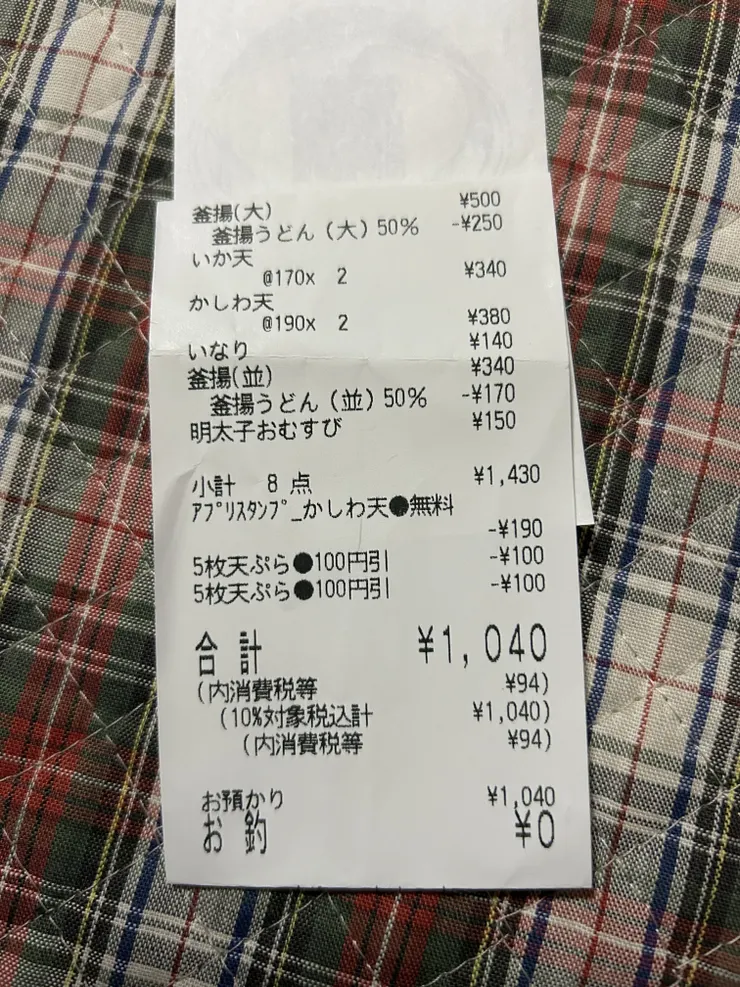 釜揚(大) ¥500
釜揚うどん(大)50% -¥250
いか天
@170x 2 ¥340
かしわ天
@190x 2 ¥380
いなり ¥140
釜揚(並) ¥340
釜揚うどん(並)50% -¥170
明太子おむすび ¥150
小計 8 点 ¥1,430
ｱﾌﾟﾘｽﾀﾝﾌﾟ_かしわ天●無料
-¥190
5枚天ぷら●100円引 -¥100
5枚天ぷら●100円引 -¥100
合 計 ¥1,040
(内消費税等 ¥94)
(10%対象税込計 ¥1,040)
(内消費税等 ¥94)
お預かり ¥1,040
お 釣 ¥0